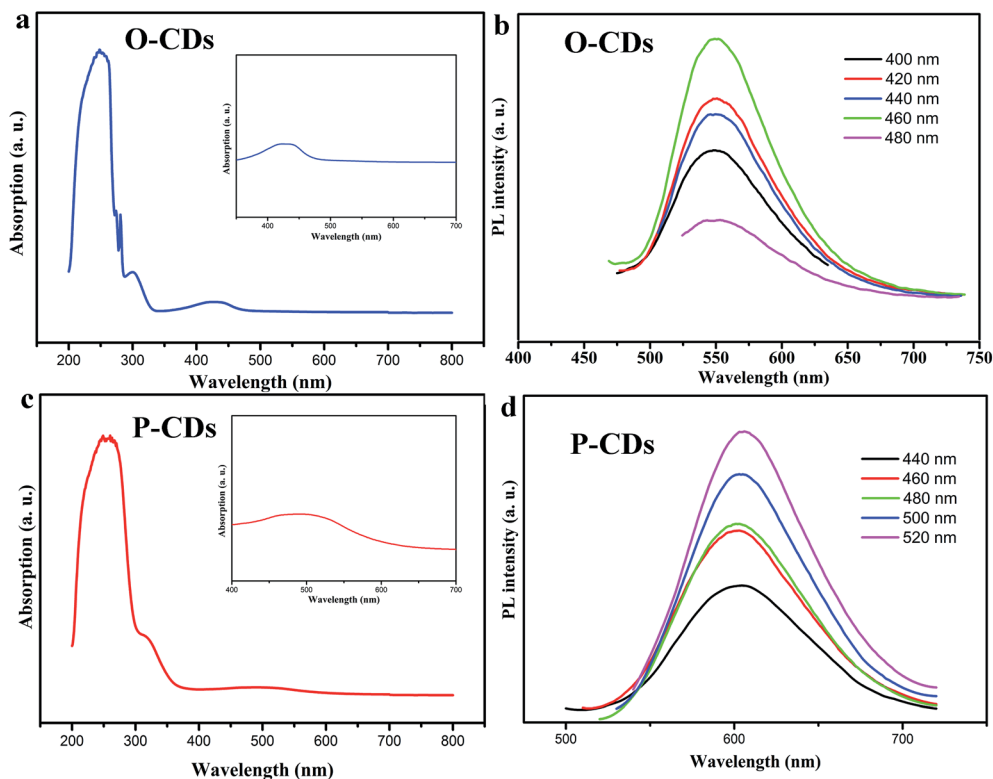 a
O-CDs
Absorption (a. u.)
200 300 400 500 600 700 800
Wavelength (nm)
Absorption (a. u.)
400 500 600 700
Wavelength (nm)
b
O-CDs
400 nm
420 nm
440 nm
460 nm
480 nm
PL intensity (a. u.)
400 450 500 550 600 650 700 750
Wavelength (nm)
c
P-CDs
Absorption (a. u.)
200 300 400 500 600 700 800
Wavelength (nm)
Absorption (a. u.)
400 500 600 700
Wavelength (nm)
d
P-CDs
440 nm
460 nm
480 nm
500 nm
520 nm
PL intensity (a. u.)
500 600 700
Wavelength (nm)